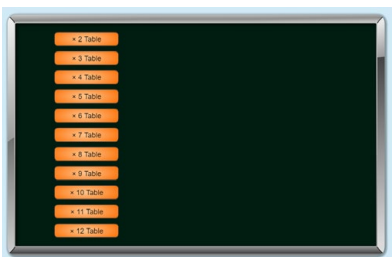 × 2 Table
× 3 Table
× 4 Table
× 5 Table
× 6 Table
× 7 Table
× 8 Table
× 9 Table
× 10 Table
× 11 Table
× 12 Table